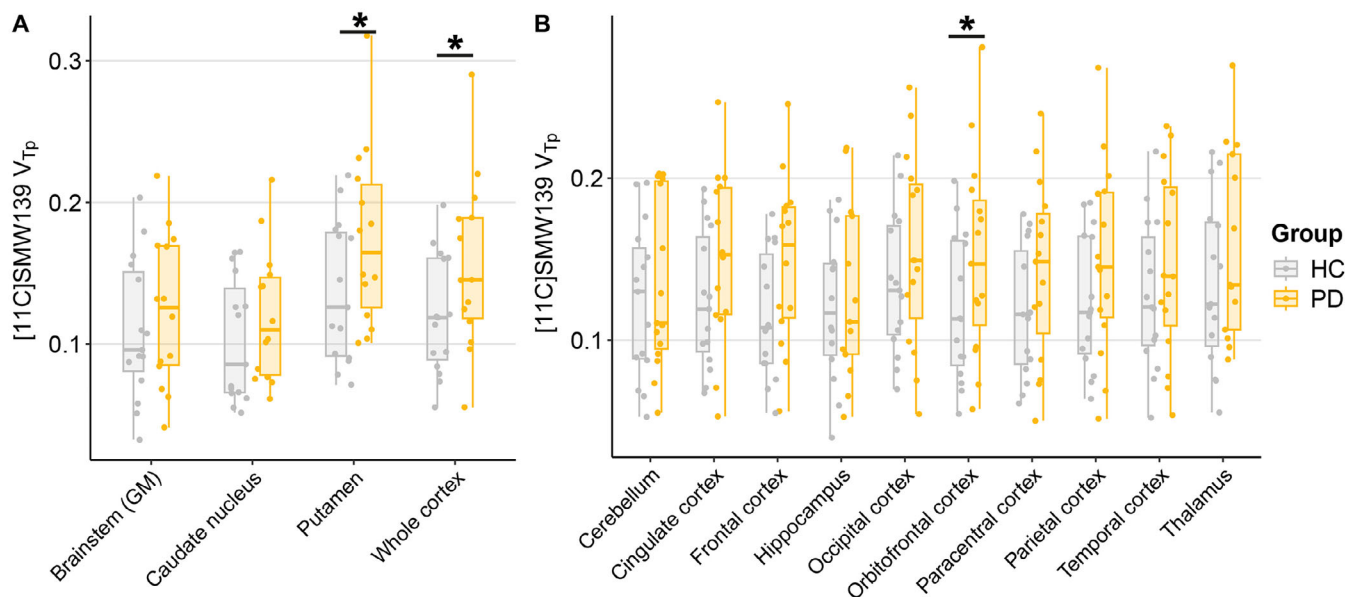 A
[11C]SMW139 VTp
0.3
0.2
0.1
*
*
Brainstem (GM)
Caudate nucleus
Putamen
Whole cortex
B
[11C]SMW139 VTp
0.2
0.1
*
Cerebellum
Cingulate cortex
Frontal cortex
Hippocampus
Occipital cortex
Orbitofrontal cortex
Paracentral cortex
Parietal cortex
Temporal cortex
Thalamus
Group
HC
PD